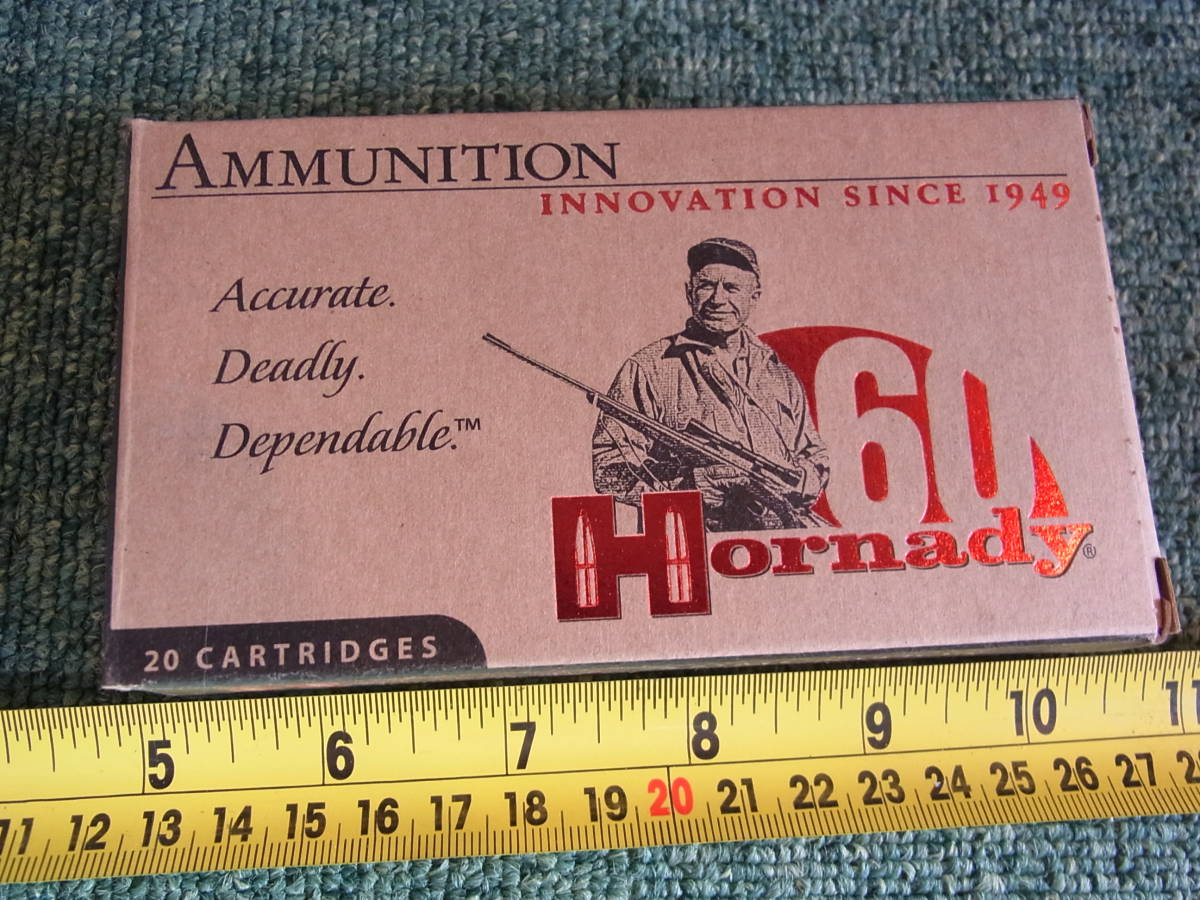 AMMUNITION
INNOVATION SINCE 1949
Accurate.
Deadly.
Dependable.™
60
Hornady®
20 CARTRIDGES
5 6 7 8 9 10 11
11 12 13 14 15 16 17 18 19 20 21 22 23 24 25 26 27